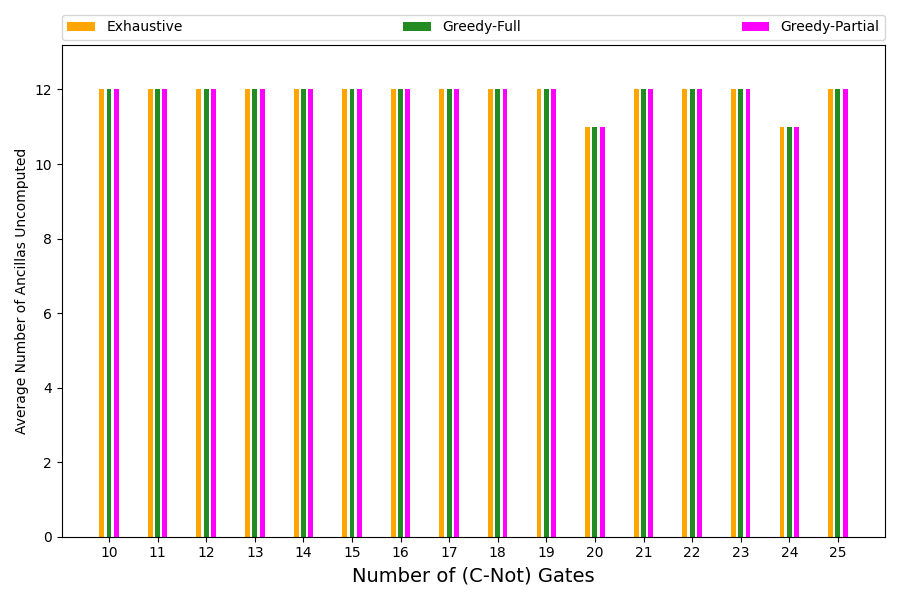 Exhaustive Greedy-Full Greedy-Partial
Average Number of Ancillas Uncomputed
12
10
8
6
4
2
0
10 11 12 13 14 15 16 17 18 19 20 21 22 23 24 25
Number of (C-Not) Gates